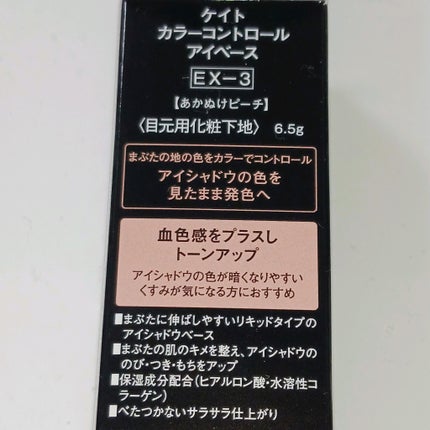 ケイト
カラーコントロール
アイベース
EX-3
【あかぬけピーチ】
〈目元用化粧下地〉 6.5g
まぶたの地の色をカラーでコントロール
アイシャドウの色を
見たまま発色へ
血色感をプラスし
トーンアップ
アイシャドウの色が暗くなりやすい
くすみが気になる方におすすめ
■まぶたに伸ばしやすいリキッドタイプの
アイシャドウベース
■まぶたの肌のキメを整え、アイシャドウの
のび・つき・もちをアップ
■保湿成分配合(ヒアルロン酸・水溶性コ
ラーゲン)
■べたつかないサラサラ仕上がり